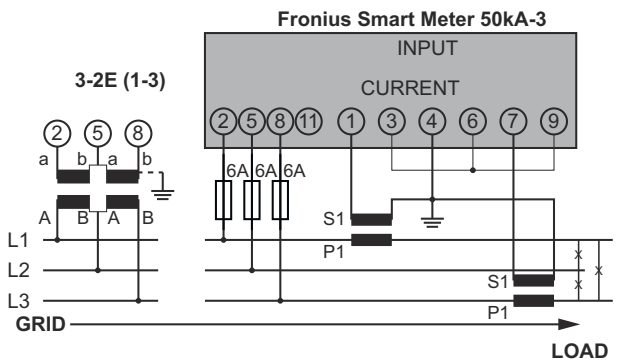 Fronius Smart Meter 50kA-3
INPUT
CURRENT
3-2E (1-3)
2 5 8
2 5 8 11 1 3 4 6 7 9
a b a b
6A 6A 6A
A B A B
S1
P1
L1
L2
L3
S1
P1
x
x
x
GRID
LOAD